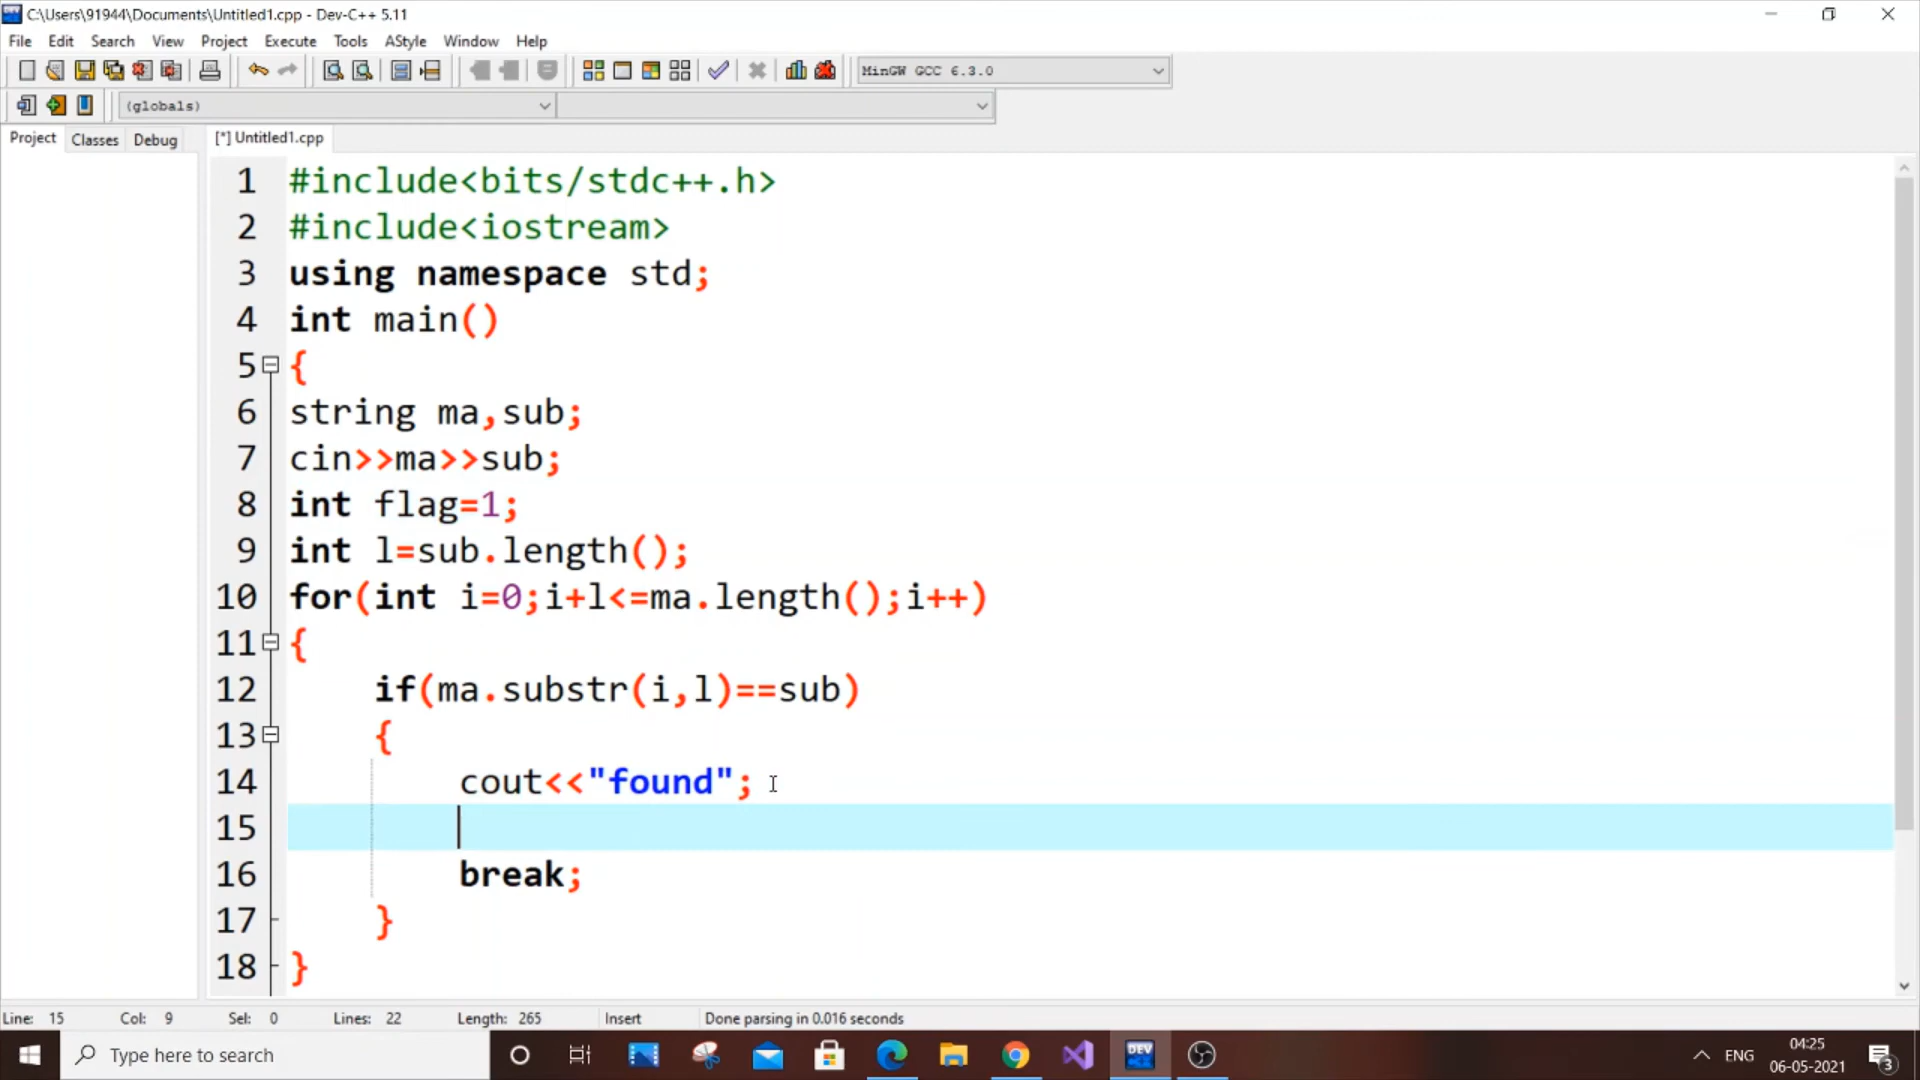 C:\Users\91944\Documents\Untitled1.cpp - Dev-C++ 5.11
File Edit Search View Project Execute Tools AStyle Window Help
MinGW GCC 6.3.0
(globals)
Project Classes Debug [*] Untitled1.cpp
1 #include<bits/stdc++.h>
2 #include<iostream>
3 using namespace std;
4 int main()
5 {
6 string ma,sub;
7 cin>>ma>>sub;
8 int flag=1;
9 int l=sub.length();
10 for(int i=0;i+l<=ma.length();i++)
11 {
12 if(ma.substr(i,l)==sub)
13 {
14 cout<<"found";
15
16 break;
17 }
18 }
Line: 15 Col: 9 Sel: 0 Lines: 22 Length: 265 Insert Done parsing in 0.016 seconds
Type here to search
DEV
ENG
04:25
06-05-2021
3